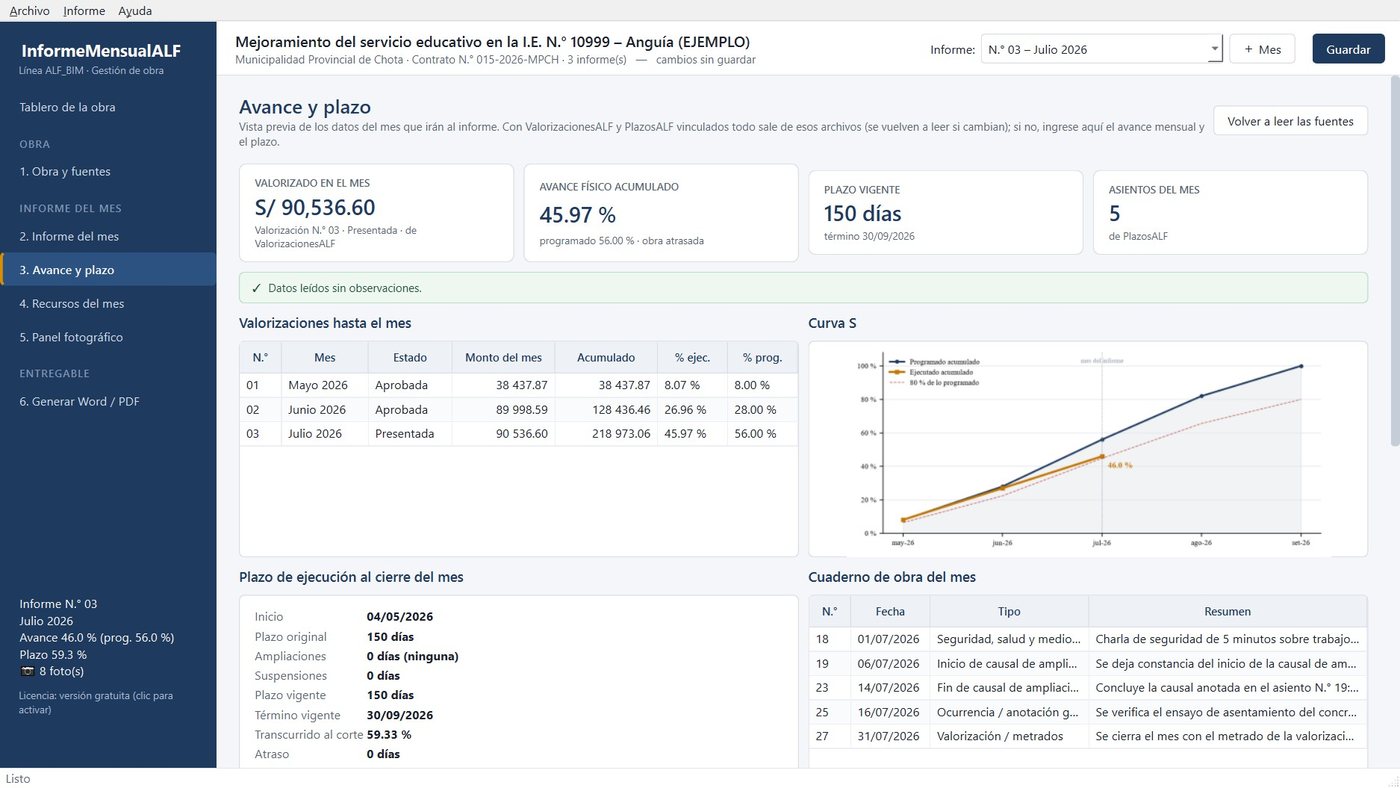 Archivo Informe Ayuda
InformeMensualALF
Línea ALF_BIM · Gestión de obra
Tablero de la obra
OBRA
1. Obra y fuentes
INFORME DEL MES
2. Informe del mes
3. Avance y plazo
4. Recursos del mes
5. Panel fotográfico
ENTREGABLE
6. Generar Word / PDF
Informe N.° 03
Julio 2026
Avance 46.0 % (prog. 56.0 %)
Plazo 59.3 %
8 foto(s)
Licencia: versión gratuita (clic para
activar)
Mejoramiento del servicio educativo en la I.E. N.° 10999 – Anguía (EJEMPLO)
Municipalidad Provincial de Chota · Contrato N.° 015-2026-MPCH · 3 informe(s) — cambios sin guardar
Informe: N.° 03 – Julio 2026 + Mes Guardar
Avance y plazo
Vista previa de los datos del mes que irán al informe. Con ValorizacionesALF y PlazosALF vinculados todo sale de esos archivos (se vuelven a leer si cambian); si no, ingrese aquí el avance mensual y
el plazo.
Volver a leer las fuentes
VALORIZADO EN EL MES
S/ 90,536.60
Valorización N.° 03 · Presentada · de
ValorizacionesALF
AVANCE FÍSICO ACUMULADO
45.97 %
programado 56.00 % · obra atrasada
PLAZO VIGENTE
150 días
término 30/09/2026
ASIENTOS DEL MES
5
de PlazosALF
✓ Datos leídos sin observaciones.
Valorizaciones hasta el mes
N.° Mes Estado Monto del mes Acumulado % ejec. % prog.
01 Mayo 2026 Aprobada 38 437.87 38 437.87 8.07 % 8.00 %
02 Junio 2026 Aprobada 89 998.59 128 436.46 26.96 % 28.00 %
03 Julio 2026 Presentada 90 536.60 218 973.06 45.97 % 56.00 %
Curva S
Programado acumulado
Ejecutado acumulado
80 % de lo programado
mes del informe
100 %
80 %
60 %
40 %
20 %
0 %
46.0 %
may-26 jun-26 jul-26 ago-26 set-26
Plazo de ejecución al cierre del mes
Inicio 04/05/2026
Plazo original 150 días
Ampliaciones 0 días (ninguna)
Suspensiones 0 días
Plazo vigente 150 días
Término vigente 30/09/2026
Transcurrido al corte 59.33 %
Atraso 0 días
Cuaderno de obra del mes
N.° Fecha Tipo Resumen
18 01/07/2026 Seguridad, salud y medio... Charla de seguridad de 5 minutos sobre trabajo...
19 06/07/2026 Inicio de causal de ampli... Se deja constancia del inicio de la causal de am...
23 14/07/2026 Fin de causal de ampliaci... Concluye la causal anotada en el asiento N.° 19:...
25 16/07/2026 Ocurrencia / anotación g... Se verifica el ensayo de asentamiento del concr...
27 31/07/2026 Valorización / metrados Se cierra el mes con el metrado de la valorizaci...
Listo